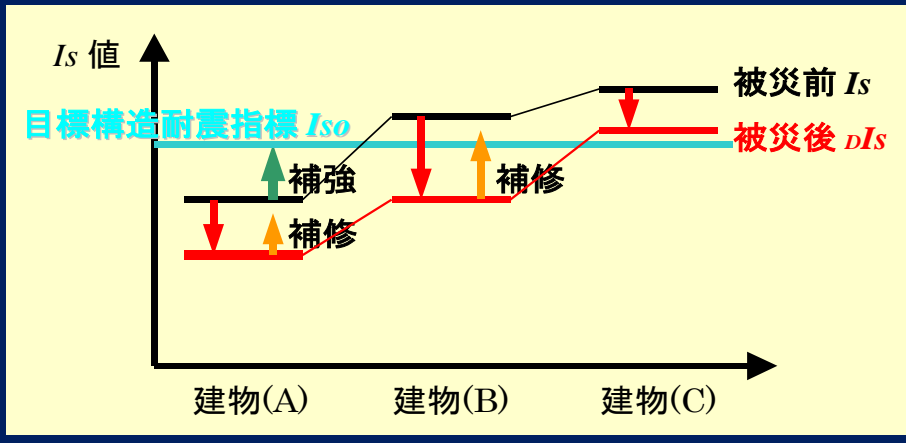 Is 値
被災前 Is
目標構造耐震指標 Iso
被災後 DIs
補強
補修
補修
建物(A)
建物(B)
建物(C)